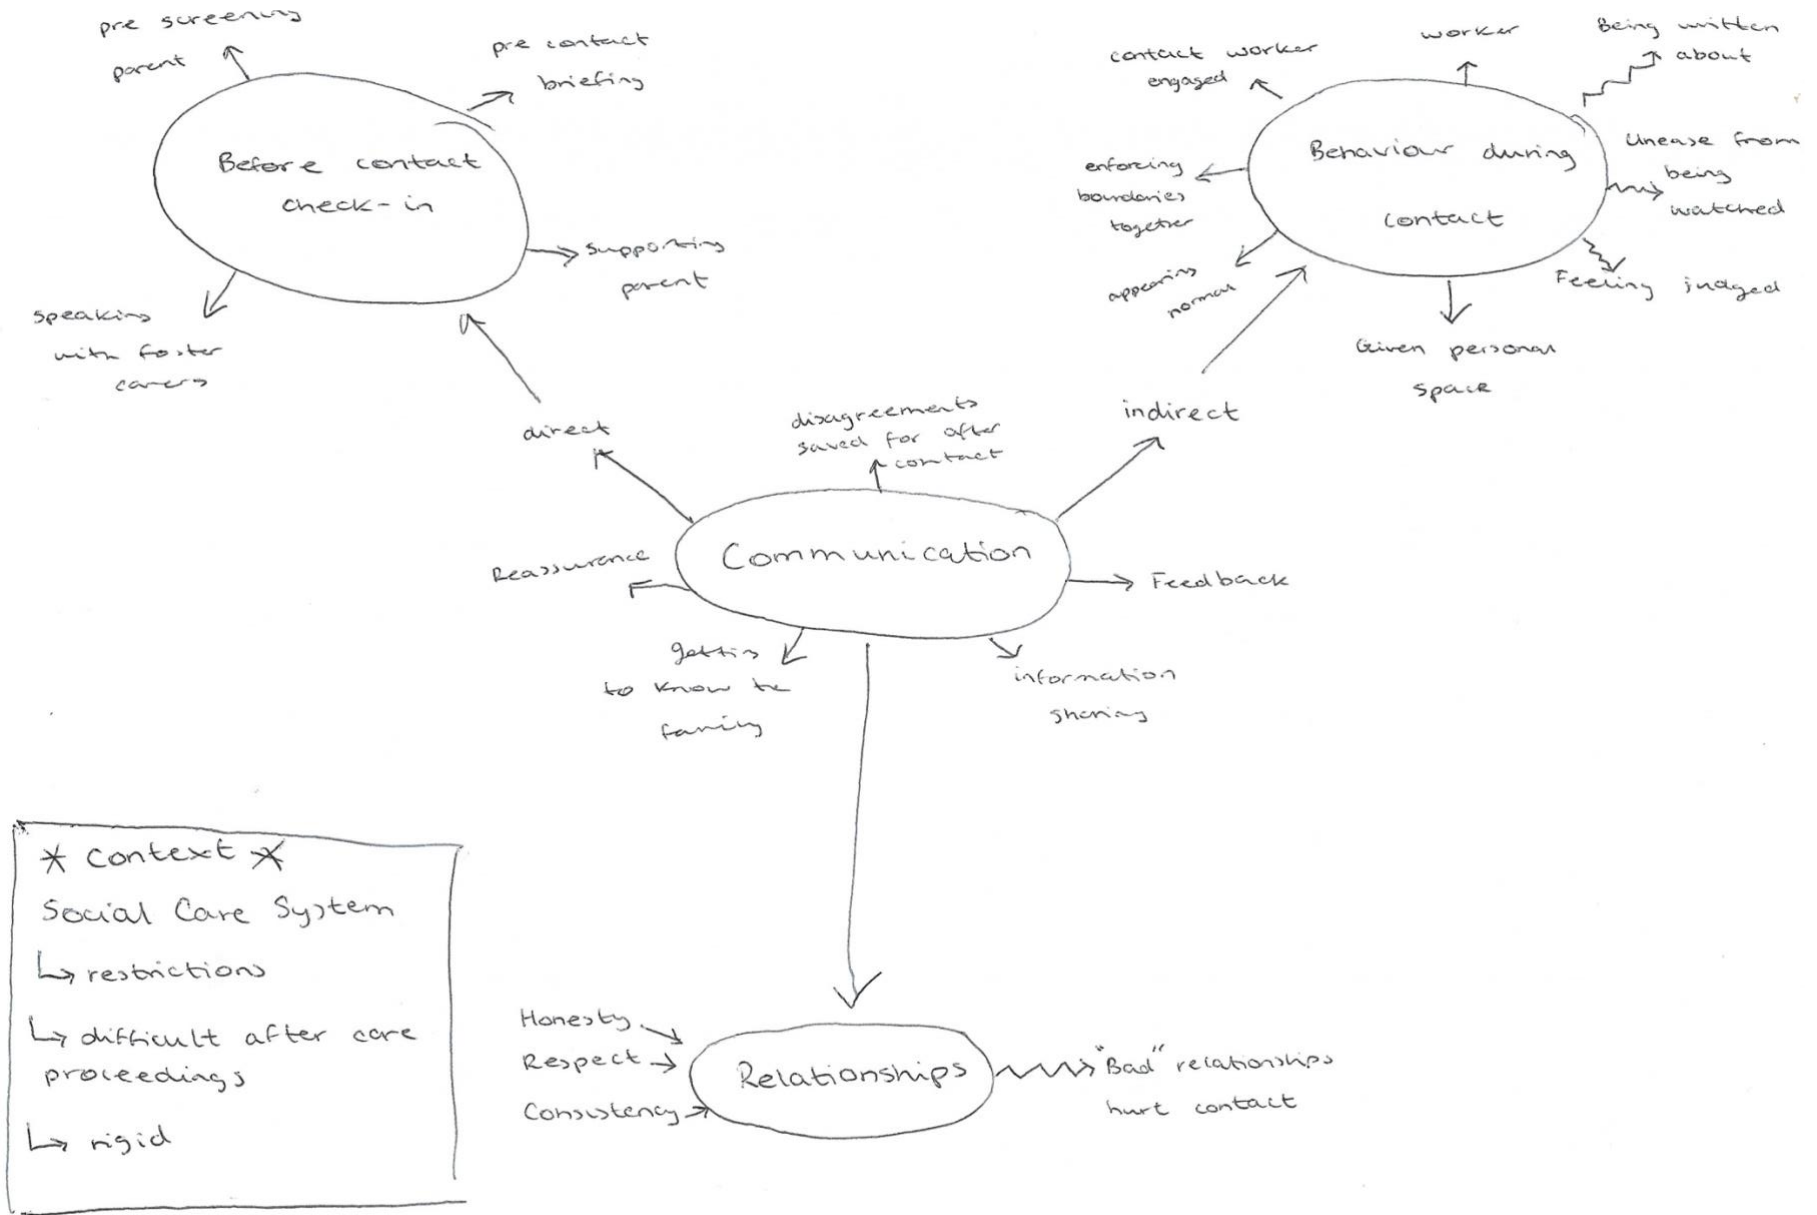 pre screening
parent
pre contact
briefing
Before contact
check-in
supporting
parent
speaking
with foster
carers
direct
contact worker
engaged
worker
Being written
about
Behaviour during
contact
enforcing
boundaries
together
Unease from
being
watched
appearing
normal
Feeling judged
Given personal
space
indirect
disagreements
saved for after
contact
Communication
Reassurance
Feedback
getting
to know the
family
information
sharing
* Context *
Social Care System
↳ restrictions
↳ difficult after care
proceedings
↳ rigid
Honesty
Respect
Consistency
Relationships
"Bad" relationships
hurt contact